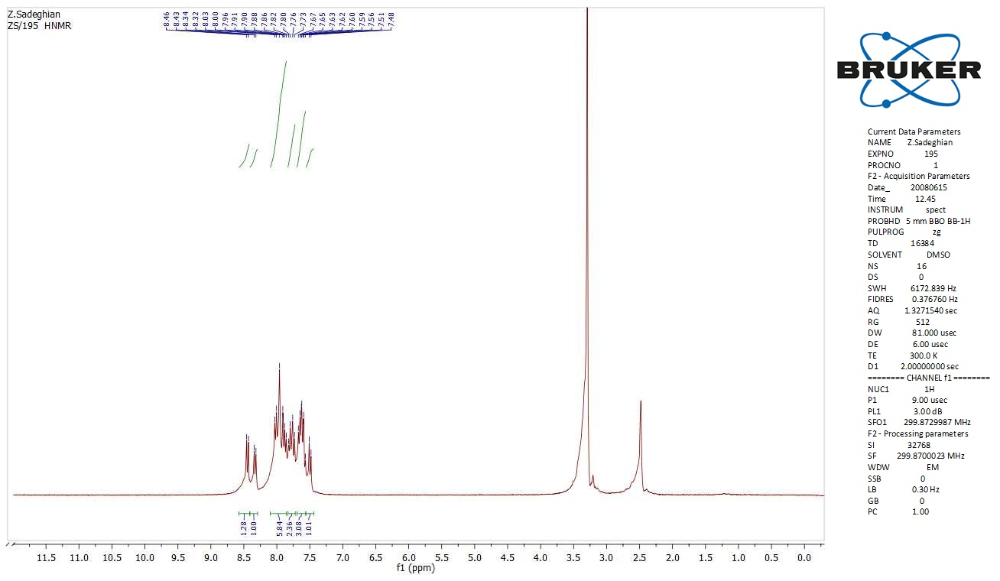 Z.Sadeghian
ZS/195 HNMR
8.46
8.43
8.34
8.32
8.03
8.00
7.96
7.91
7.90
7.88
7.86
7.82
7.80
7.76
7.73
7.67
7.65
7.63
7.62
7.60
7.59
7.56
7.51
7.48
BRUKER
Current Data Parameters
NAME Z.Sadeghian
EXPNO 195
PROCNO 1
F2 - Acquisition Parameters
Date_ 20080615
Time 12.45
INSTRUM spect
PROBHD 5 mm BBO BB-1H
PULPROG zg
TD 16384
SOLVENT DMSO
NS 16
DS 0
SWH 6172.839 Hz
FIDRES 0.376760 Hz
AQ 1.3271540 sec
RG 512
DW 81.000 usec
DE 6.00 usec
TE 300.0 K
D1 2.00000000 sec
======== CHANNEL f1 ========
NUC1 1H
P1 9.00 usec
PL1 3.00 dB
SFO1 299.8729987 MHz
F2 - Processing parameters
SI 32768
SF 299.8700023 MHz
WDW EM
SSB 0
LB 0.30 Hz
GB 0
PC 1.00
1.28
1.00
5.84
2.36
3.08
1.01
11.5 11.0 10.5 10.0 9.5 9.0 8.5 8.0 7.5 7.0 6.5 6.0 5.5 5.0 4.5 4.0 3.5 3.0 2.5 2.0 1.5 1.0 0.5 0.0
f1 (ppm)